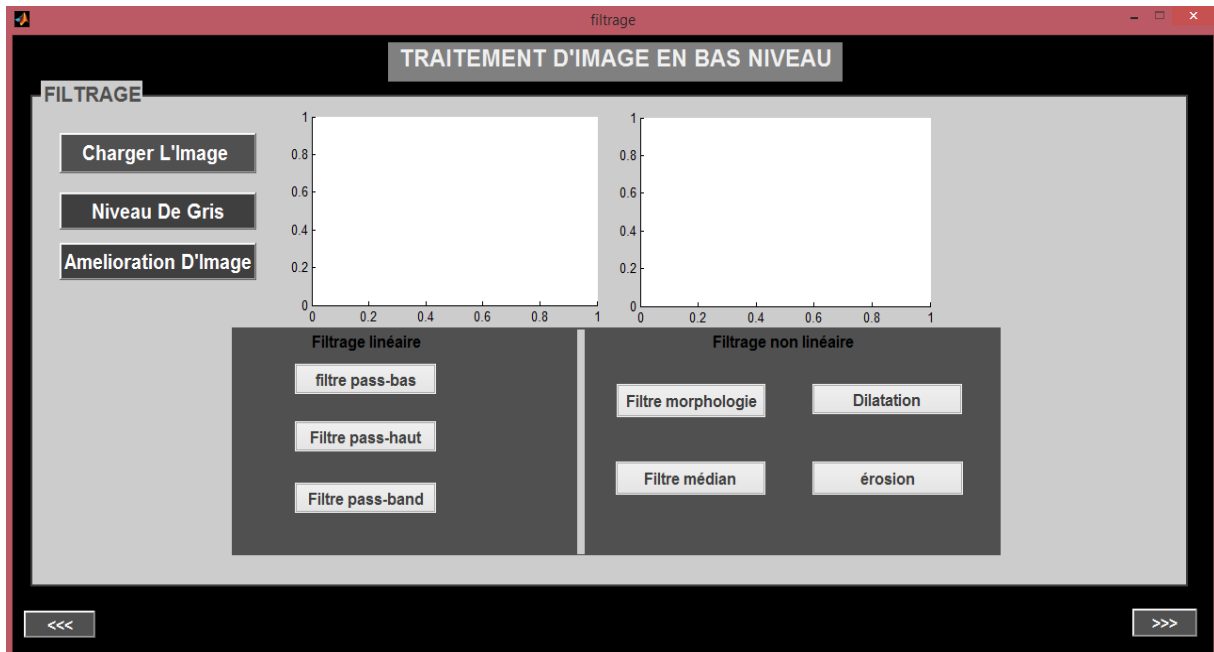 filtrage
TRAITEMENT D'IMAGE EN BAS NIVEAU
FILTRAGE
Charger L'Image
Niveau De Gris
Amelioration D'Image
1
0.8
0.6
0.4
0.2
0
0 0.2 0.4 0.6 0.8 1
1
0.8
0.6
0.4
0.2
0
0 0.2 0.4 0.6 0.8 1
Filtrage linéaire
filtre pass-bas
Filtre pass-haut
Filtre pass-band
Filtrage non linéaire
Filtre morphologie
Dilatation
Filtre médian
érosion
<<<
>>>